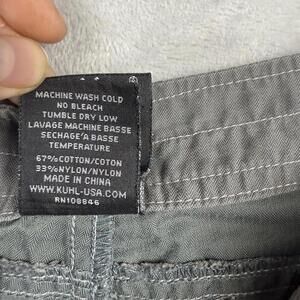 MACHINE WASH COLD
NO BLEACH
TUMBLE DRY LOW
LAVAGE MACHINE BASSE
SECHAGE'A BASSE
TEMPERATURE
67%COTTON/COTON
33%NYLON/NYLON
MADE IN CHINA
WWW.KUHL-USA.COM
RN108846